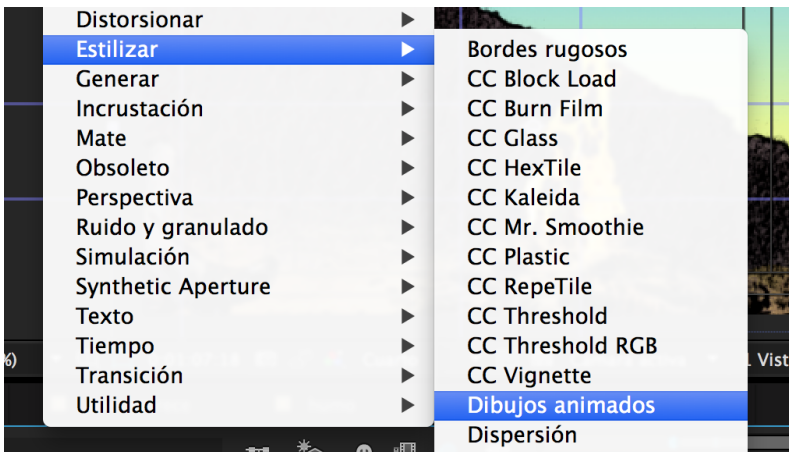 Distorsionar
Estilizar
Generar
Incrustación
Mate
Obsoleto
Perspectiva
Ruido y granulado
Simulación
Synthetic Aperture
Texto
Tiempo
Transición
Utilidad
Bordes rugosos
CC Block Load
CC Burn Film
CC Glass
CC HexTile
CC Kaleida
CC Mr. Smoothie
CC Plastic
CC RepeTile
CC Threshold
CC Threshold RGB
CC Vignette
Dibujos animados
Dispersión
%)
1 Vist